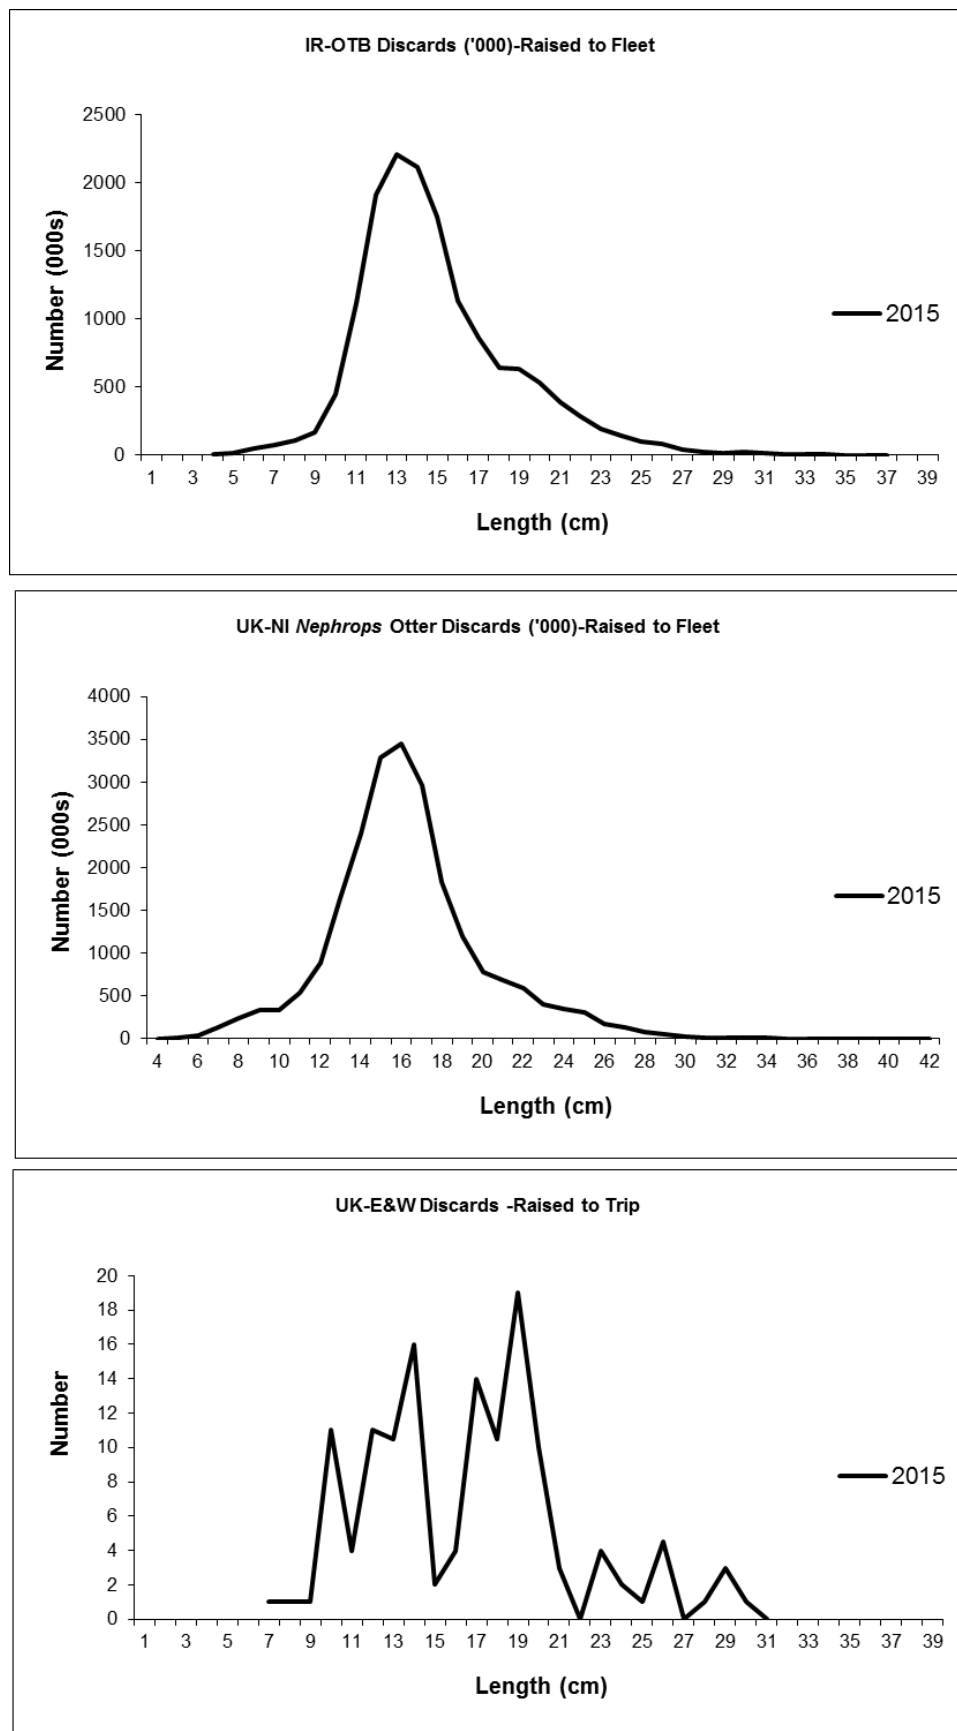 IR-OTB Discards ('000)-Raised to Fleet
2500
2000
1500
1000
500
0
Number (000s)
2015
1 3 5 7 9 11 13 15 17 19 21 23 25 27 29 31 33 35 37 39
Length (cm)
UK-NI Nephrops Otter Discards ('000)-Raised to Fleet
4000
3500
3000
2500
2000
1500
1000
500
0
Number (000s)
2015
4 6 8 10 12 14 16 18 20 22 24 26 28 30 32 34 36 38 40 42
Length (cm)
UK-E&W Discards -Raised to Trip
20
18
16
14
12
10
8
6
4
2
0
Number
2015
1 3 5 7 9 11 13 15 17 19 21 23 25 27 29 31 33 35 37 39
Length (cm)